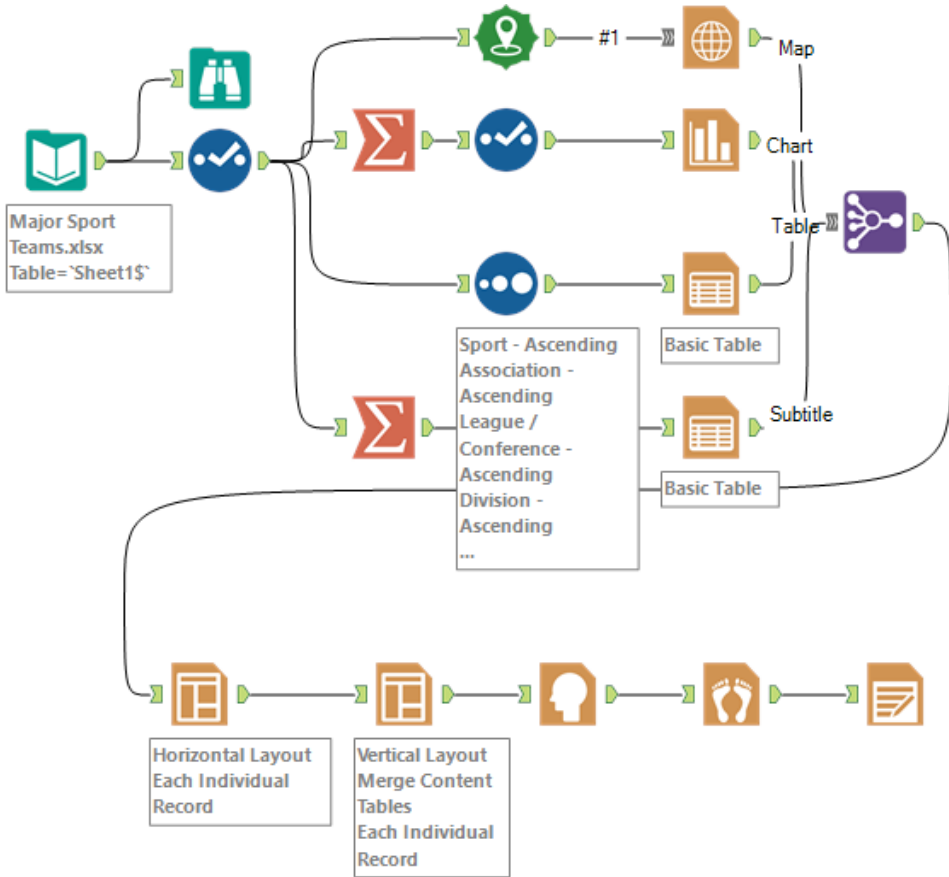 #1
Map
Chart
Major Sport
Teams.xlsx
Table=`Sheet1$`
Table
Sport - Ascending
Association -
Ascending
League /
Conference -
Ascending
Division -
Ascending
...
Basic Table
Subtitle
Basic Table
Horizontal Layout
Each Individual
Record
Vertical Layout
Merge Content
Tables
Each Individual
Record